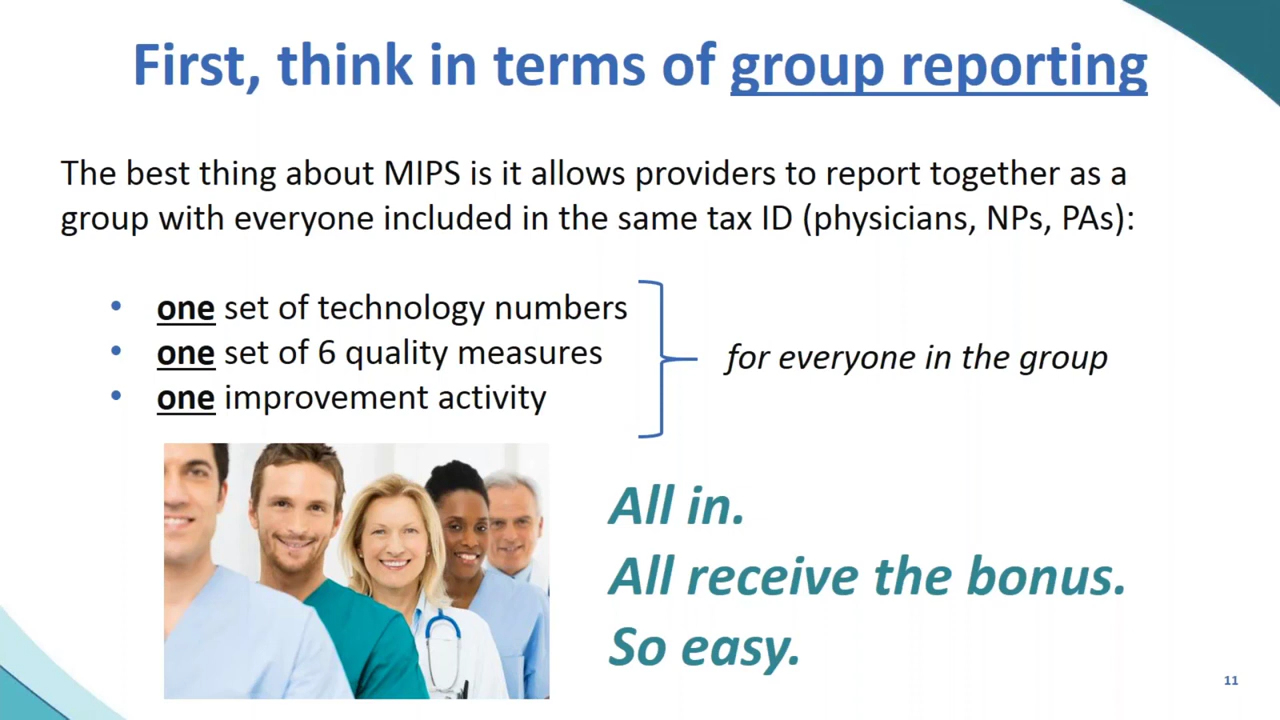 First, think in terms of group reporting
The best thing about MIPS is it allows providers to report together as a
group with everyone included in the same tax ID (physicians, NPs, PAs):
• one set of technology numbers
• one set of 6 quality measures
• one improvement activity
for everyone in the group
All in.
All receive the bonus.
So easy.
11